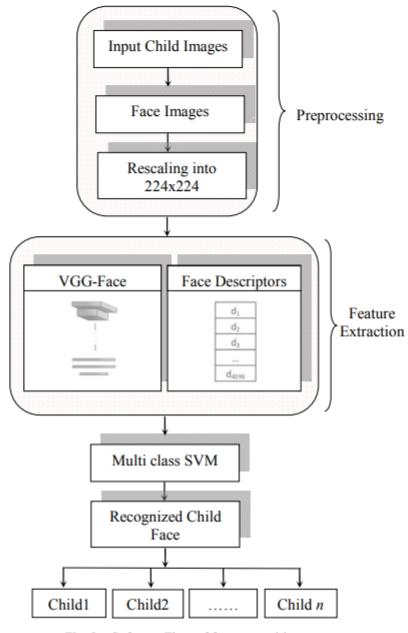 Input Child Images
Face Images
Rescaling into
224x224
Preprocessing
VGG-Face
Face Descriptors
d1
d2
d3
...
d4096
Feature
Extraction
Multi class SVM
Recognized Child
Face
Child1
Child2
……
Child n